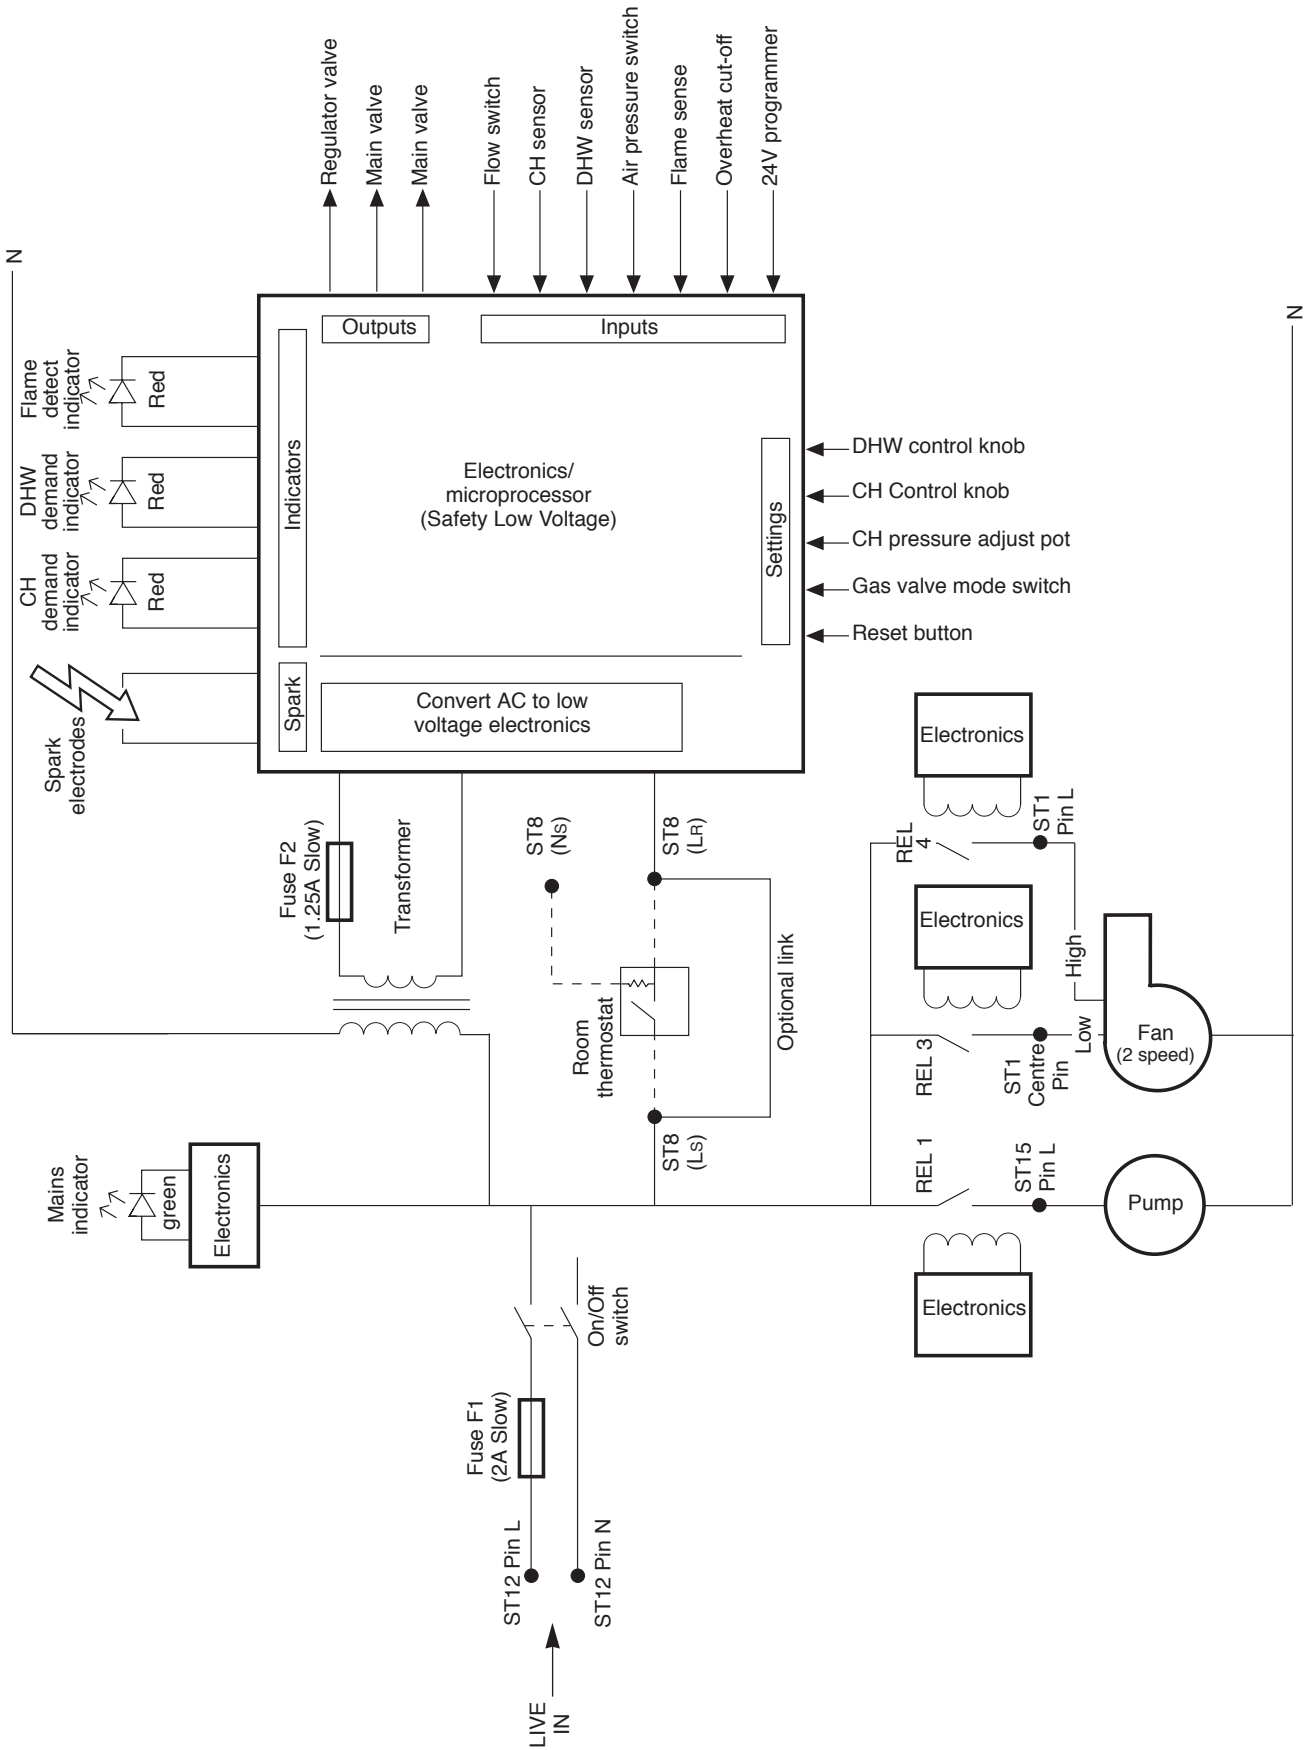 N
Mains
indicator
green
Electronics
Spark
electrodes
CH
demand
indicator
Red
DHW
demand
indicator
Red
Flame
detect
indicator
Red
Spark
Indicators
Outputs
Inputs
Settings
Electronics/
microprocessor
(Safety Low Voltage)
Convert AC to low
voltage electronics
Regulator valve
Main valve
Main valve
Flow switch
CH sensor
DHW sensor
Air pressure switch
Flame sense
Overheat cut-off
24V programmer
DHW control knob
CH Control knob
CH pressure adjust pot
Gas valve mode switch
Reset button
Fuse F2
(1.25A Slow)
Transformer
ST8
(NS)
ST8
(LR)
Room
thermostat
Optional link
ST8
(LS)
LIVE
IN
ST12 Pin L
ST12 Pin N
Fuse F1
(2A Slow)
On/Off
switch
Electronics
REL
4
ST1
Pin L
High
Electronics
REL 3
ST1
Centre
Pin
Low
Fan
(2 speed)
REL 1
ST15
Pin L
Pump
Electronics
N